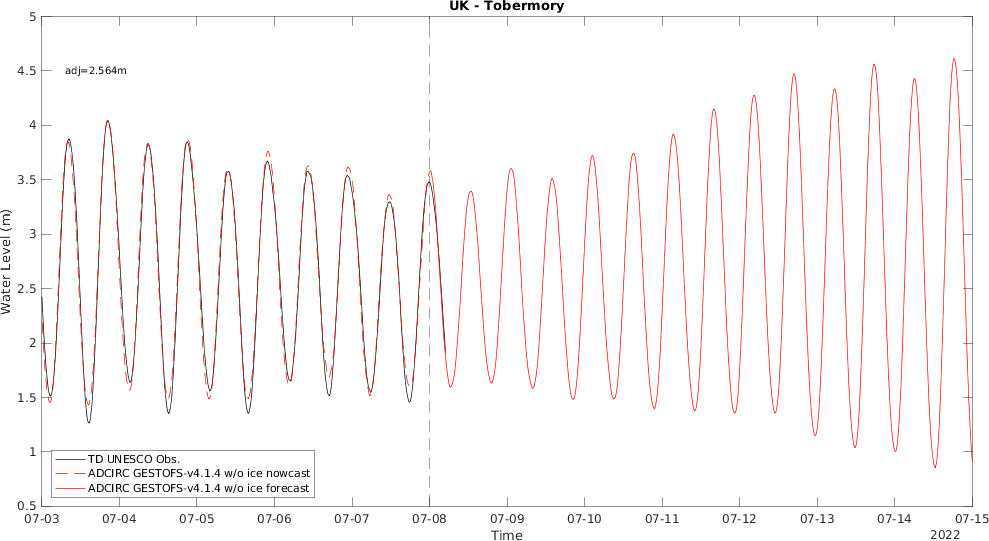 UK - Tobermory
5
4.5
4
3.5
3
2.5
2
1.5
1
0.5
Water Level (m)
adj=2.564m
TD UNESCO Obs.
ADCIRC GESTOFS-v4.1.4 w/o ice nowcast
ADCIRC GESTOFS-v4.1.4 w/o ice forecast
07-03 07-04 07-05 07-06 07-07 07-08 07-09 07-10 07-11 07-12 07-13 07-14 07-15
Time
2022